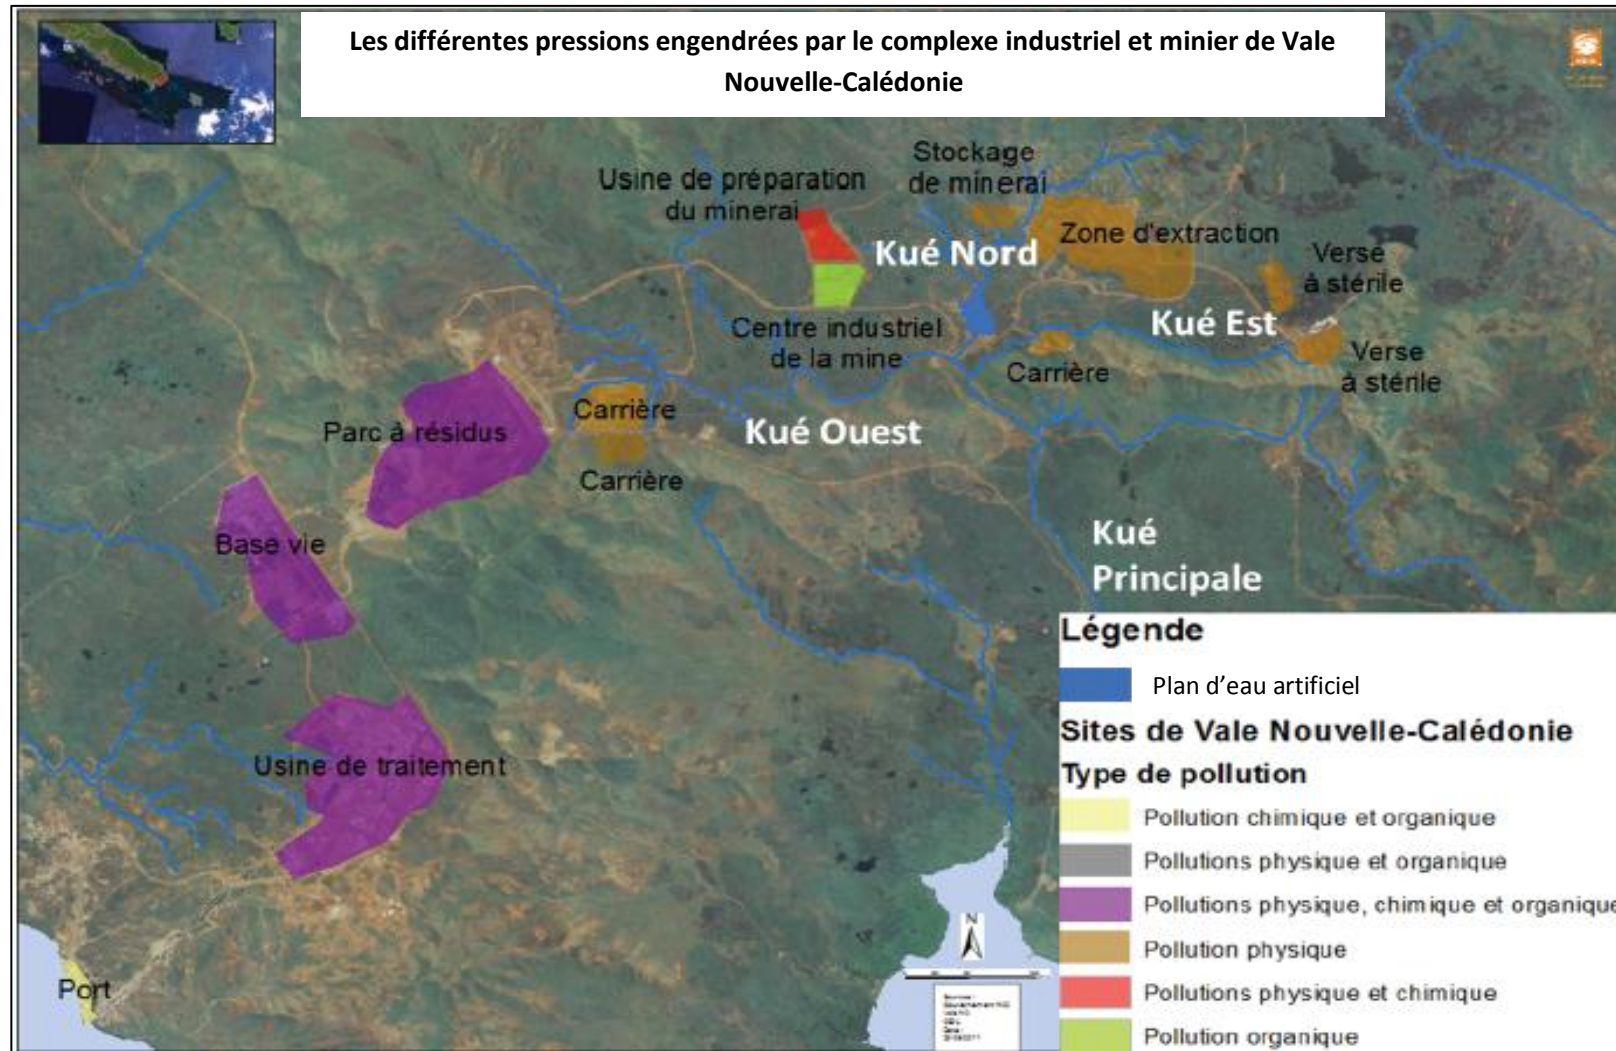 Les différentes pressions engendrées par le complexe industriel et minier de Vale
Nouvelle-Calédonie
Stockage
de minerai
Usine de préparation
du minerai
Kué Nord
Zone d'extraction
Verse
à stérile
Centre industriel
de la mine
Kué Est
Verse
à stérile
Carrière
Carrière
Parc à résidus
Kué Ouest
Carrière
Base vie
Kué
Principale
Usine de traitement
Port
N
Légende
Plan d'eau artificiel
Sites de Vale Nouvelle-Calédonie
Type de pollution
Pollution chimique et organique
Pollutions physique et organique
Pollutions physique, chimique et organique
Pollution physique
Pollutions physique et chimique
Pollution organique